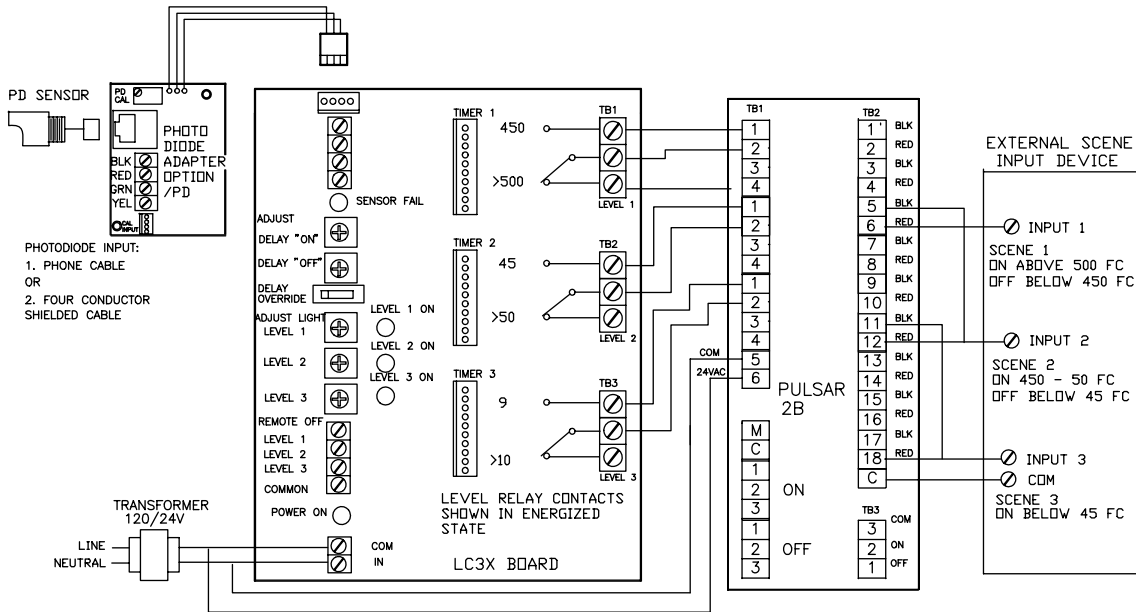 PD SENSOR
PD
CAL
PHOTO
DIODE
ADAPTER
OPTION
/PD
BLK
RED
GRN
YEL
CAL
INPUT
PHOTODIODE INPUT:
1. PHONE CABLE
OR
2. FOUR CONDUCTOR
SHIELDED CABLE
TRANSFORMER
120/24V
LINE
NEUTRAL
SENSOR FAIL
ADJUST
DELAY "ON"
DELAY "OFF"
DELAY
OVERRIDE
ADJUST LIGHT
LEVEL 1
LEVEL 2
LEVEL 3
LEVEL 1 ON
LEVEL 2 ON
LEVEL 3 ON
REMOTE OFF
LEVEL 1
LEVEL 2
LEVEL 3
COMMON
POWER ON
COM
IN
TIMER 1
450
>500
TB1
LEVEL 1
TIMER 2
45
>50
TB2
LEVEL 2
TIMER 3
9
>10
TB3
LEVEL 3
LEVEL RELAY CONTACTS
SHOWN IN ENERGIZED
STATE
LC3X BOARD
COM
24VAC
TB1
1
2
3
4
1
2
3
4
1
2
3
4
5
6
M
C
1
2
3
ON
1
2
3
OFF
PULSAR
2B
TB2
1 BLK
2 RED
3 BLK
4 RED
5 BLK
6 RED
7 BLK
8 RED
9 BLK
10 RED
11 BLK
12 RED
13 BLK
14 RED
15 BLK
16 RED
17 BLK
18 RED
C
TB3
3 COM
2 ON
1 OFF
EXTERNAL SCENE
INPUT DEVICE
INPUT 1
SCENE 1
ON ABOVE 500 FC
OFF BELOW 450 FC
INPUT 2
SCENE 2
ON 450 - 50 FC
OFF BELOW 45 FC
INPUT 3
COM
SCENE 3
ON BELOW 45 FC